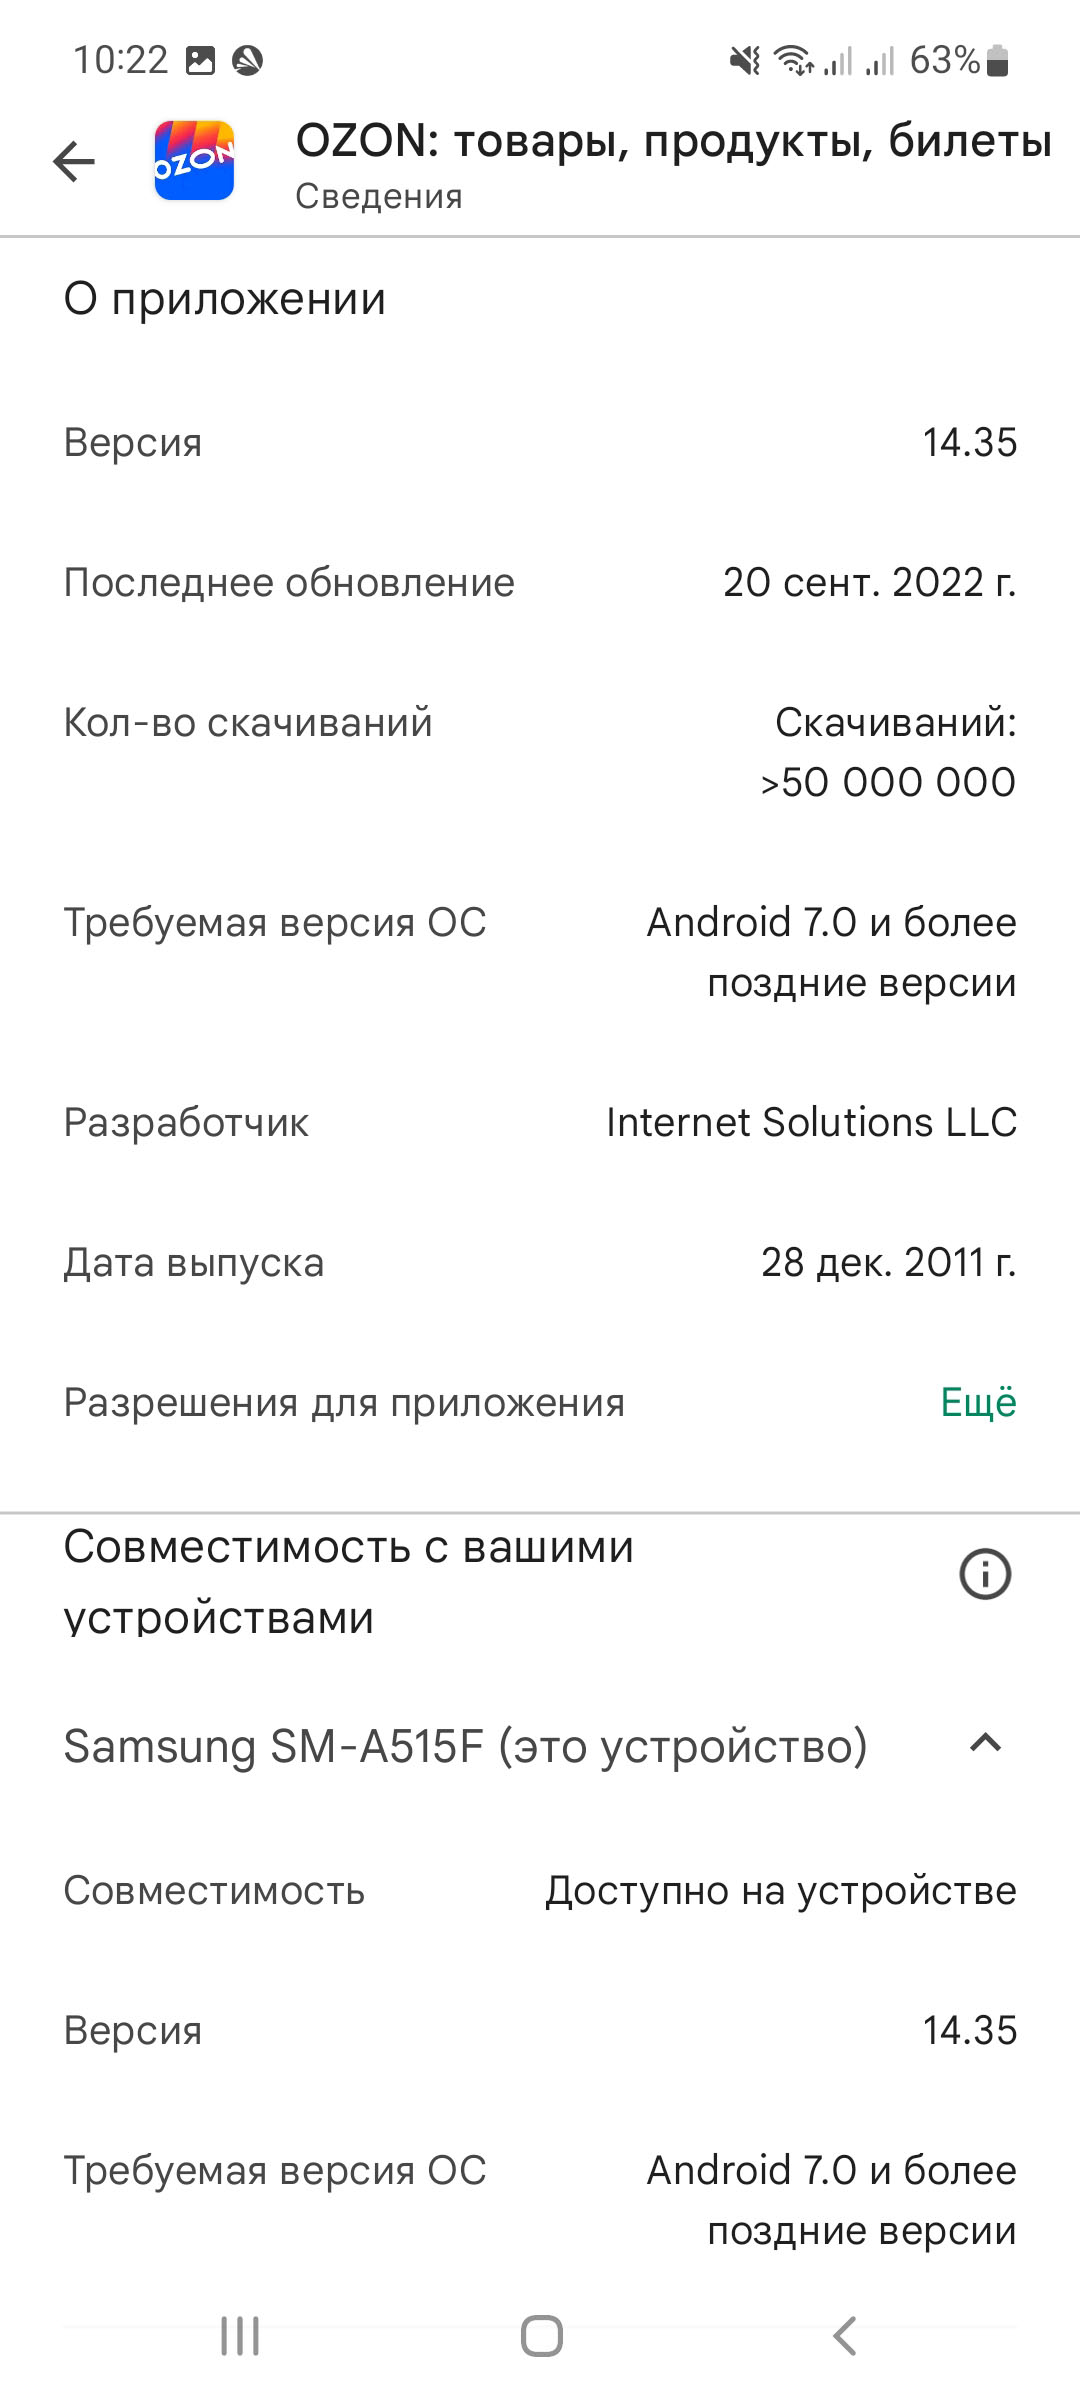 10:22
63%
OZON
OZON: товары, продукты, билеты
Сведения
О приложении
Версия 14.35
Последнее обновление 20 сент. 2022 г.
Кол-во скачиваний Скачиваний:
>50 000 000
Требуемая версия ОС Android 7.0 и более
поздние версии
Разработчик Internet Solutions LLC
Дата выпуска 28 дек. 2011 г.
Разрешения для приложения Ещё
Совместимость с вашими
устройствами
Samsung SM-A515F (это устройство)
Совместимость Доступно на устройстве
Версия 14.35
Требуемая версия ОС Android 7.0 и более
поздние версии